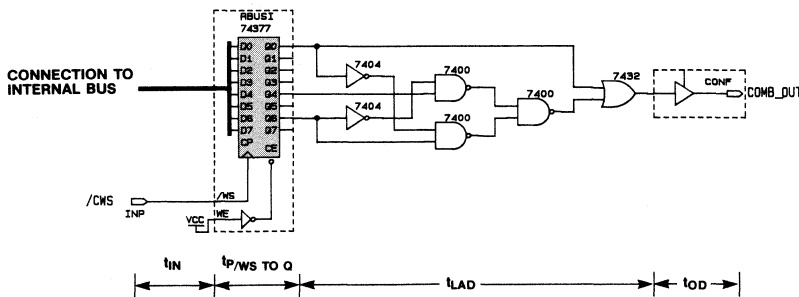 RBUSI
74377
CONNECTION TO
INTERNAL BUS
D0 Q0
D1 Q1
D2 Q2
D3 Q3
D4 Q4
D5 Q5
D6 Q6
D7 Q7
CP CE
7404
7404
7400
7400
7400
7432
CONF
COMB_OUT
/CWS
INP
/WS
VCC
WE
tIN
tP/WS TO Q
tLAD
tOD